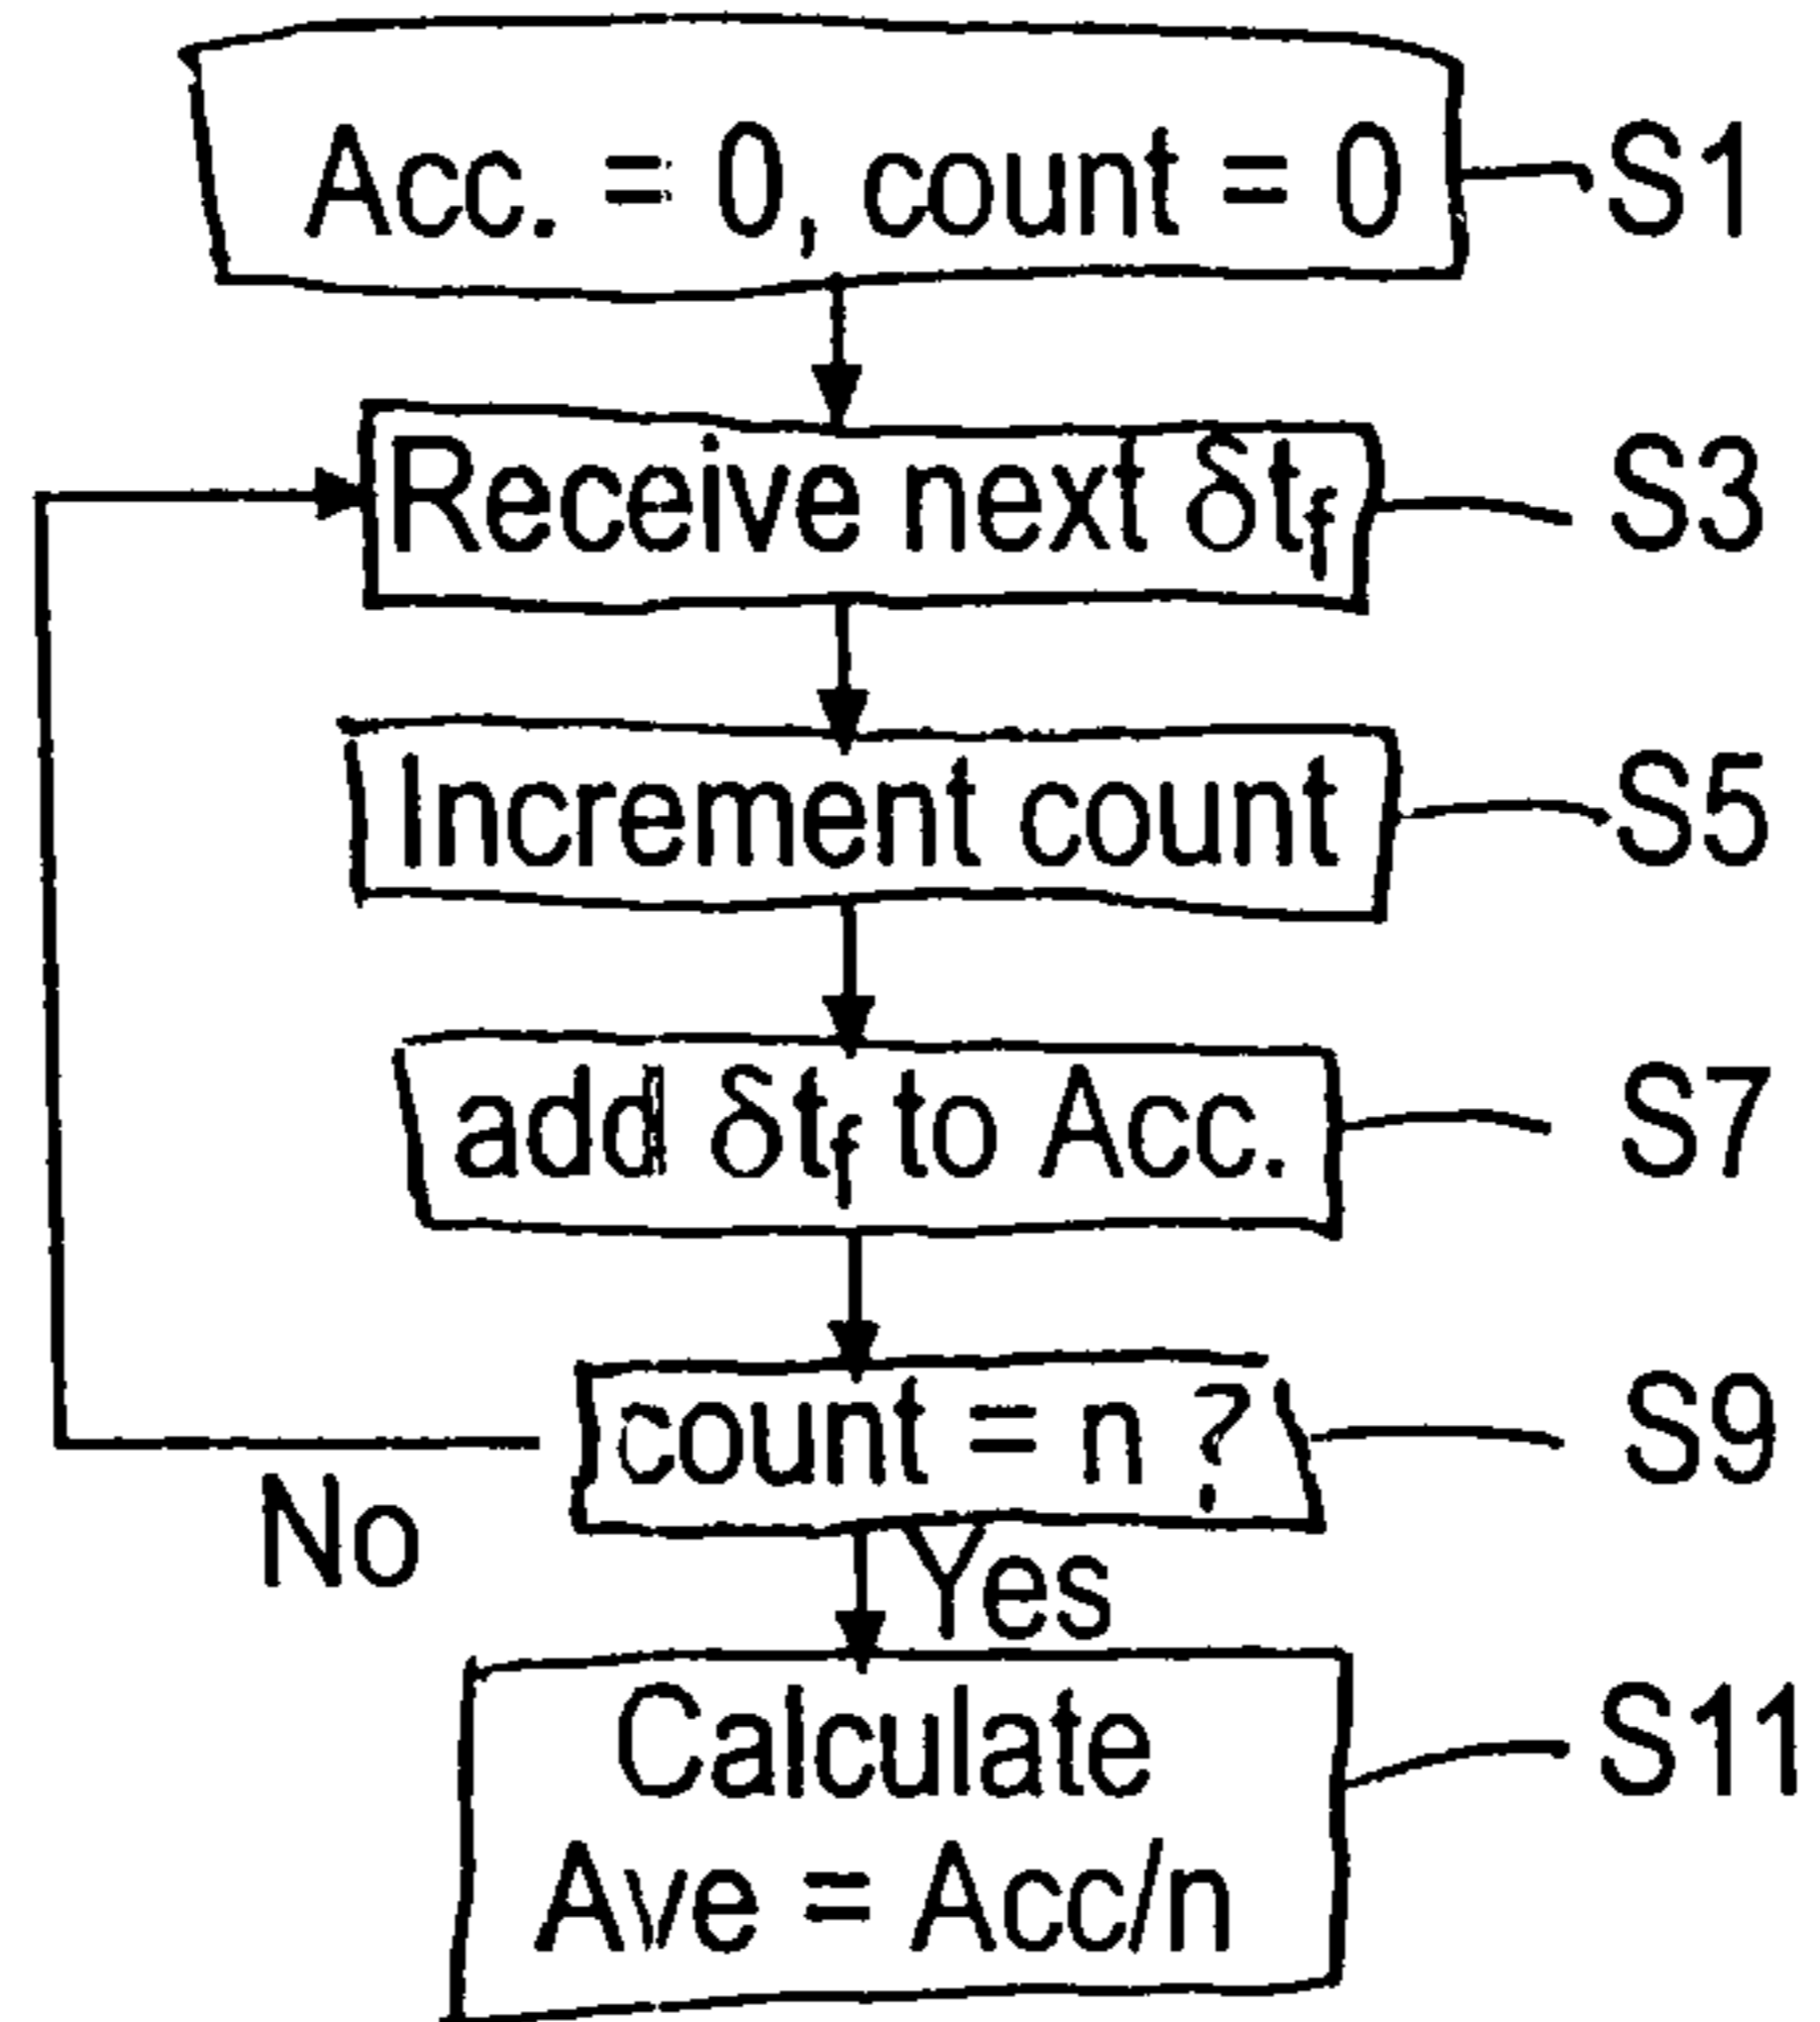 Acc. = 0, count = 0 S1
Receive next δtf S3
Increment count S5
add δtf to Acc. S7
count = n ? S9
No
Yes
Calculate S11
Ave = Acc/n